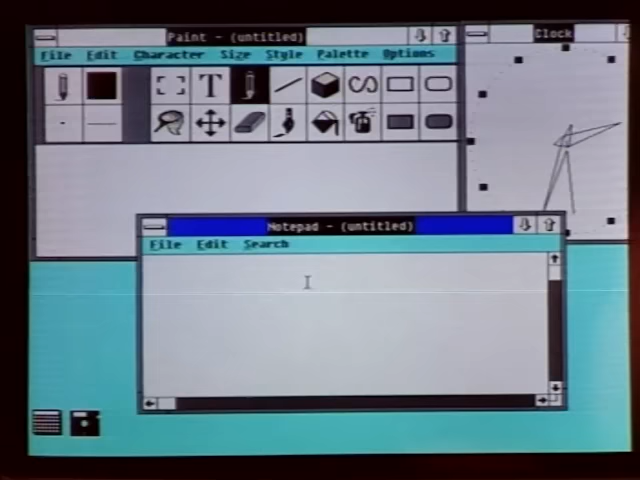 Paint - (untitled)
Clock
File Edit Character Size Style Palette Options
T
Notepad - (untitled)
File Edit Search